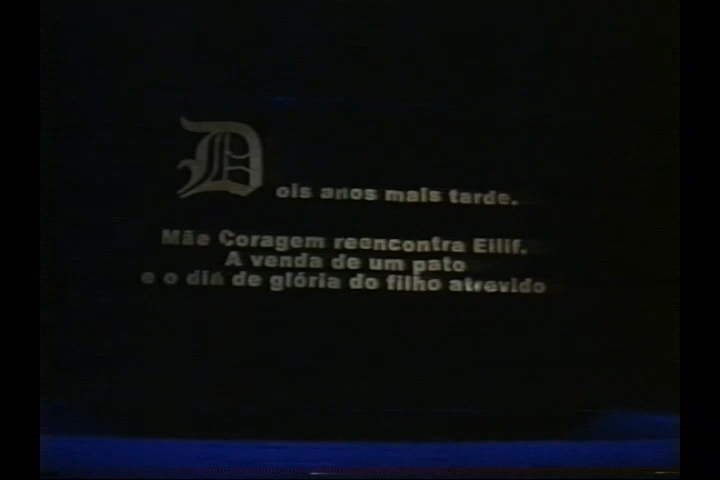 Dois anos mais tarde.
Mãe Coragem reencontra Eilif.
A venda de um pato
e o dia de glória do filho atrevido